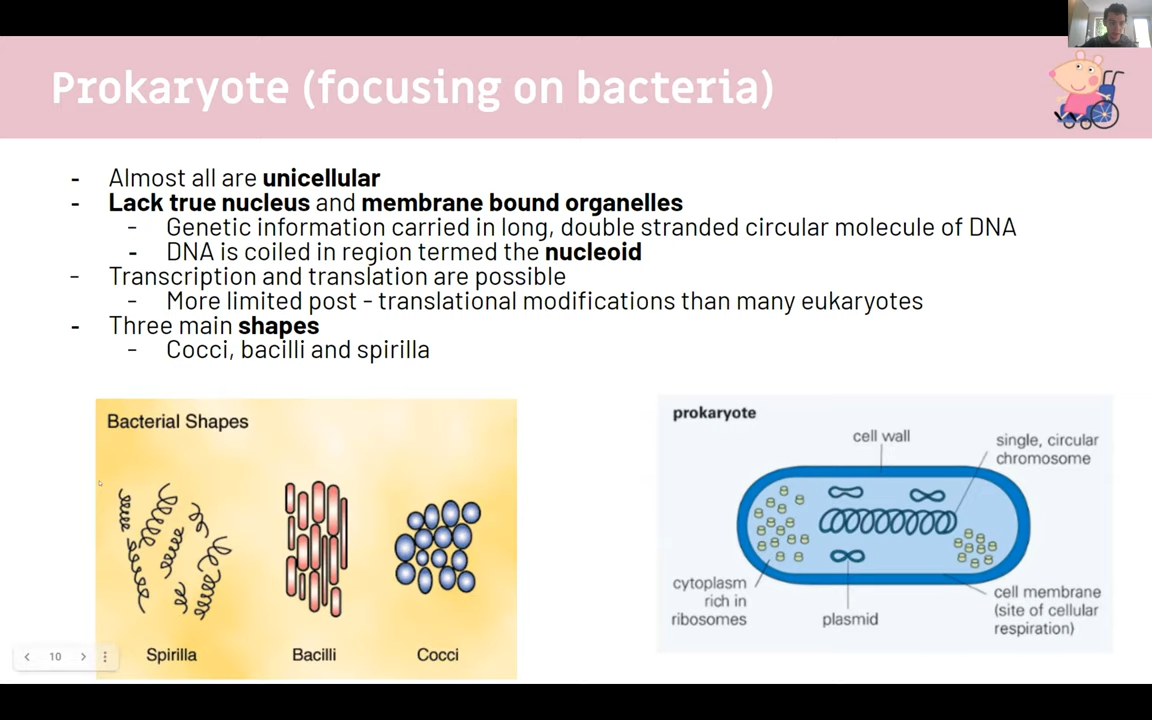 Prokaryote (focusing on bacteria)
- Almost all are unicellular
- Lack true nucleus and membrane bound organelles
- Genetic information carried in long, double stranded circular molecule of DNA
- DNA is coiled in region termed the nucleoid
- Transcription and translation are possible
- More limited post - translational modifications than many eukaryotes
- Three main shapes
- Cocci, bacilli and spirilla
Bacterial Shapes
Spirilla
Bacilli
Cocci
prokaryote
cell wall
single, circular
chromosome
cytoplasm
rich in
ribosomes
plasmid
cell membrane
(site of cellular
respiration)
10